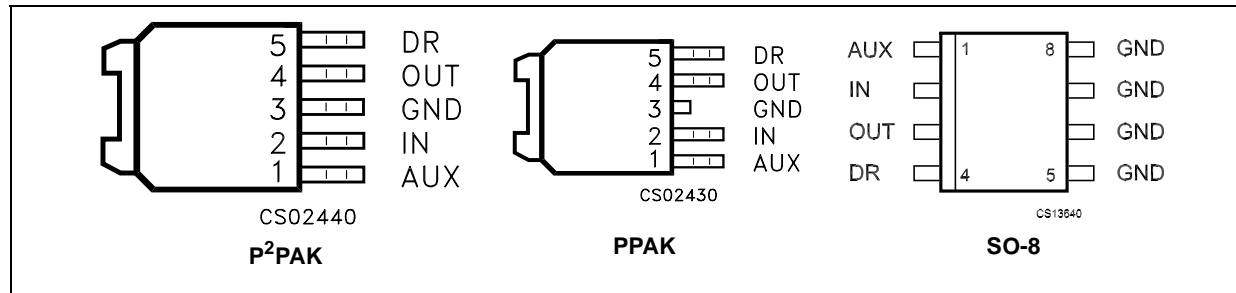 5 DR
4 OUT
3 GND
2 IN
1 AUX
CS02440
P²PAK
5 DR
4 OUT
3 GND
2 IN
1 AUX
CS02430
PPAK
AUX 1 8 GND
IN GND
OUT GND
DR 4 5 GND
CS13640
SO-8